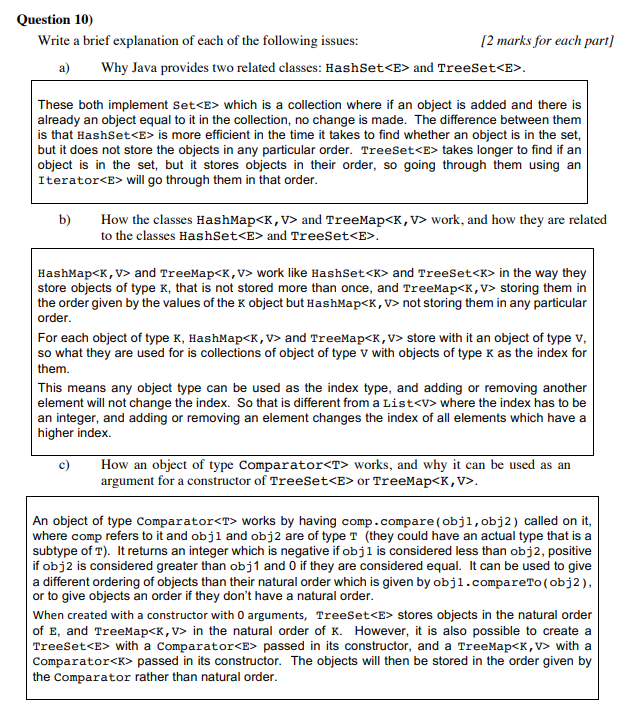 Question 10)
Write a brief explanation of each of the following issues: [2 marks for each part]
a) Why Java provides two related classes: HashSet<E> and TreeSet<E>.
These both implement Set<E> which is a collection where if an object is added and there is
already an object equal to it in the collection, no change is made. The difference between them
is that HashSet<E> is more efficient in the time it takes to find whether an object is in the set,
but it does not store the objects in any particular order. TreeSet<E> takes longer to find if an
object is in the set, but it stores objects in their order, so going through them using an
Iterator<E> will go through them in that order.
b) How the classes HashMap<K,V> and TreeMap<K,V> work, and how they are related
to the classes HashSet<E> and TreeSet<E>.
HashMap<K,V> and TreeMap<K,V> work like HashSet<K> and TreeSet<K> in the way they
store objects of type K, that is not stored more than once, and TreeMap<K,V> storing them in
the order given by the values of the K object but HashMap<K,V> not storing them in any particular
order.
For each object of type K, HashMap<K,V> and TreeMap<K,V> store with it an object of type V,
so what they are used for is collections of object of type V with objects of type K as the index for
them.
This means any object type can be used as the index type, and adding or removing another
element will not change the index. So that is different from a List<V> where the index has to be
an integer, and adding or removing an element changes the index of all elements which have a
higher index.
c) How an object of type Comparator<T> works, and why it can be used as an
argument for a constructor of TreeSet<E> or TreeMap<K,V>.
An object of type Comparator<T> works by having comp.compare(obj1,obj2) called on it,
where comp refers to it and obj1 and obj2 are of type T (they could have an actual type that is a
subtype of T). It returns an integer which is negative if obj1 is considered less than obj2, positive
if obj2 is considered greater than obj1 and 0 if they are considered equal. It can be used to give
a different ordering of objects than their natural order which is given by obj1.compareTo(obj2),
or to give objects an order if they don't have a natural order.
When created with a constructor with 0 arguments, TreeSet<E> stores objects in the natural order
of E, and TreeMap<K,V> in the natural order of K. However, it is also possible to create a
TreeSet<E> with a Comparator<E> passed in its constructor, and a TreeMap<K,V> with a
Comparator<K> passed in its constructor. The objects will then be stored in the order given by
the Comparator rather than natural order.